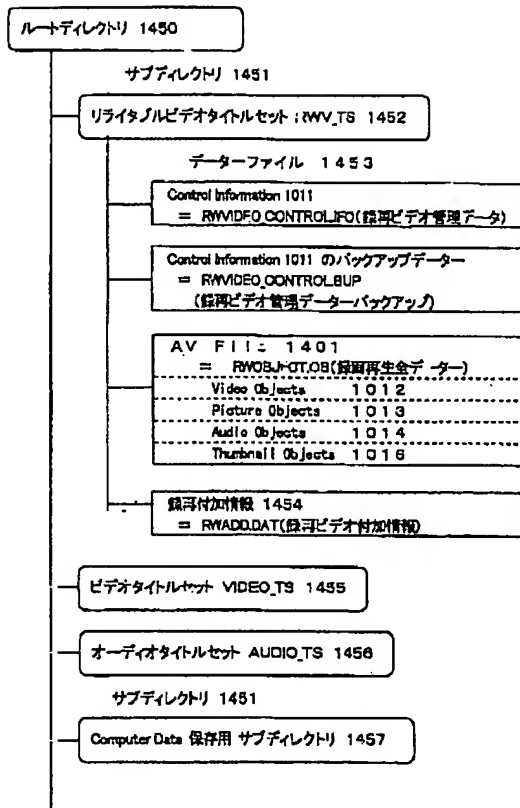 ルートディレクトリ 1450
サブディレクトリ 1451
リライタブルビデオタイトルセット ; RWV_TS 1452
データーファイル 1453
Control Information 1011
= RWVIDEO_CONTROL.IFO(録再ビデオ管理データ)
Control Information 1011 のバックアップデーター
= RWVIDEO_CONTROL.BUP
(録再ビデオ管理データーバックアップ)
AV File 1401
= RWOBJECT.OB(録画再生全データー)
Video Objects 1012
Picture Objects 1013
Audio Objects 1014
Thumbnail Objects 1016
録再付加情報 1454
= RWADD.DAT(録再ビデオ付加情報)
ビデオタイトルセット VIDEO_TS 1455
オーディオタイトルセット AUDIO_TS 1456
サブディレクトリ 1451
Computer Data 保存用 サブディレクトリ 1457